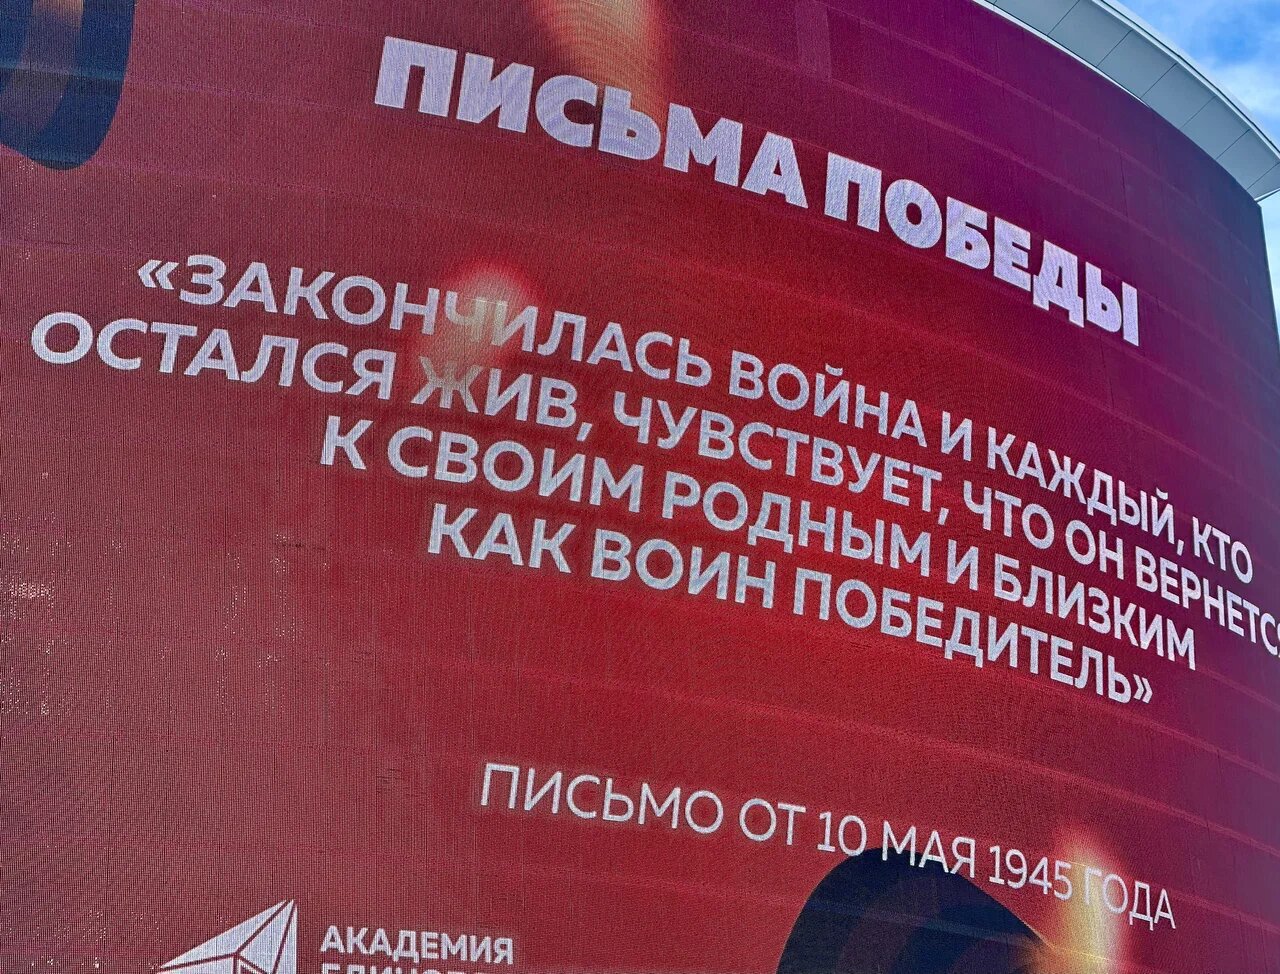 ПИСЬМА ПОБЕДЫ
«ЗАКОНЧИЛАСЬ ВОЙНА И КАЖДЫЙ, КТО
ОСТАЛСЯ ЖИВ, ЧУВСТВУЕТ, ЧТО ОН ВЕРНЕТСЯ
К СВОИМ РОДНЫМ И БЛИЗКИМ
КАК ВОИН ПОБЕДИТЕЛЬ»
ПИСЬМО ОТ 10 МАЯ 1945 ГОДА
АКАДЕМИЯ